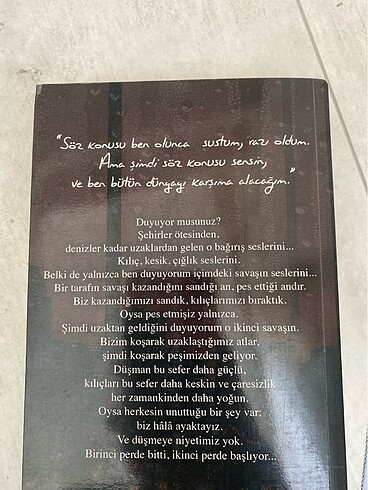 "Söz konusu ben olunca sustum, razı oldum.
Ama şimdi söz konusu sensin,
ve ben bütün dünyayı karşıma alacağım."
Duyuyor musunuz?
Şehirler ötesinden,
denizler kadar uzaklardan gelen o bağırış seslerini...
Kılıç, kesik, çığlık seslerini.
Belki de yalnızca ben duyuyorum içimdeki savaşın seslerini...
Bir tarafın savaşı kazandığını sandığı an, pes ettiği andır.
Biz kazandığımızı sandık, kılıçlarımızı bıraktık.
Oysa pes etmişiz yalnızca.
Şimdi uzaktan geldiğini duyuyorum o ikinci savaşın.
Bizim koşarak uzaklaştığımız atlar,
şimdi koşarak peşimizden geliyor.
Düşman bu sefer daha güçlü,
kılıçları bu sefer daha keskin ve çaresizlik
her zamankinden daha yoğun.
Oysa herkesin unuttuğu bir şey var;
biz hâlâ ayaktayız.
Ve düşmeye niyetimiz yok.
Birinci perde bitti, ikinci perde başlıyor...